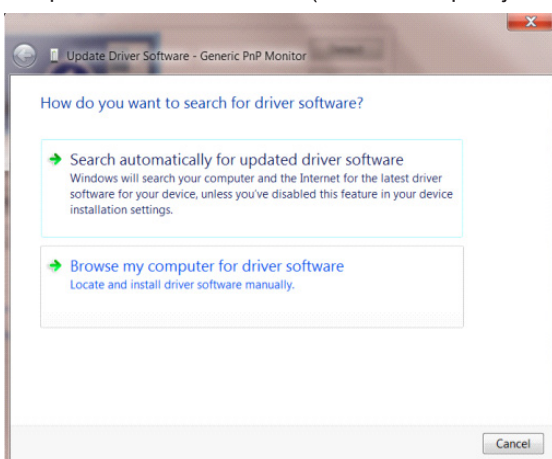 Update Driver Software - Generic PnP Monitor
How do you want to search for driver software?
Search automatically for updated driver software
Windows will search your computer and the Internet for the latest driver
software for your device, unless you've disabled this feature in your device
installation settings.
Browse my computer for driver software
Locate and install driver software manually.
Cancel